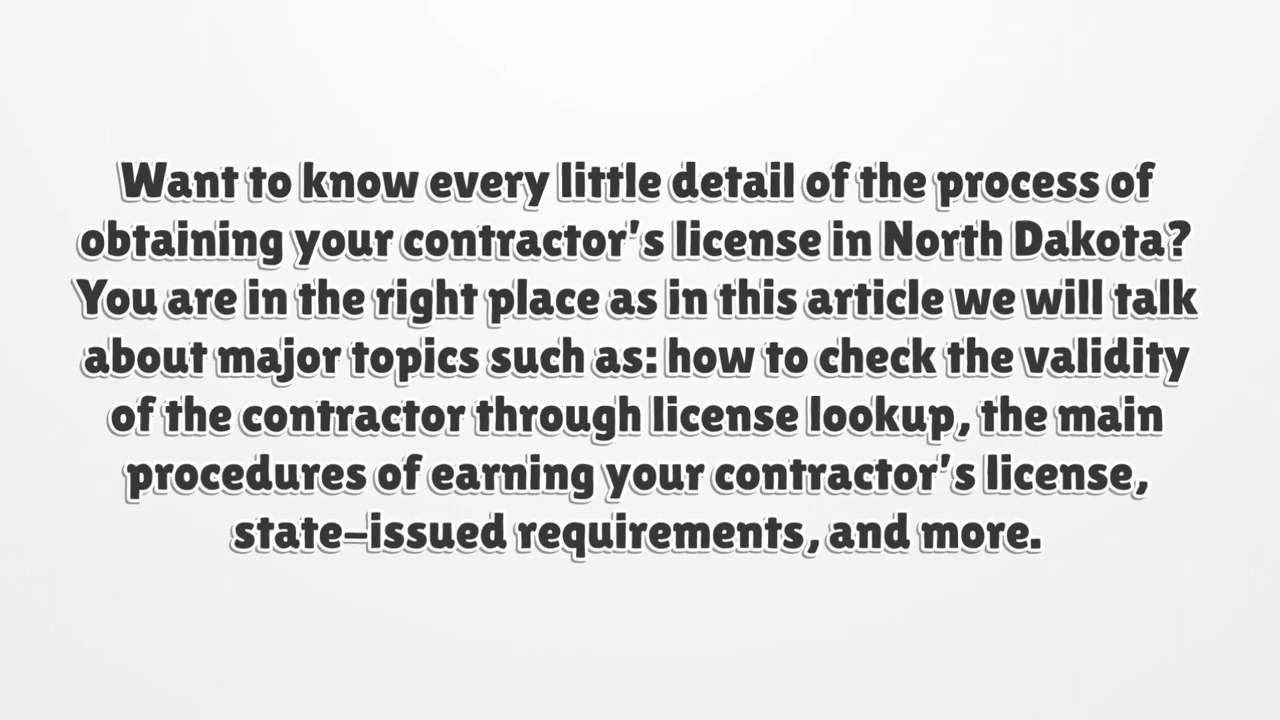 Want to know every little detail of the process of
obtaining your contractor's license in North Dakota?
You are in the right place as in this article we will talk
about major topics such as: how to check the validity
of the contractor through license lookup, the main
procedures of earning your contractor's license,
state-issued requirements, and more.